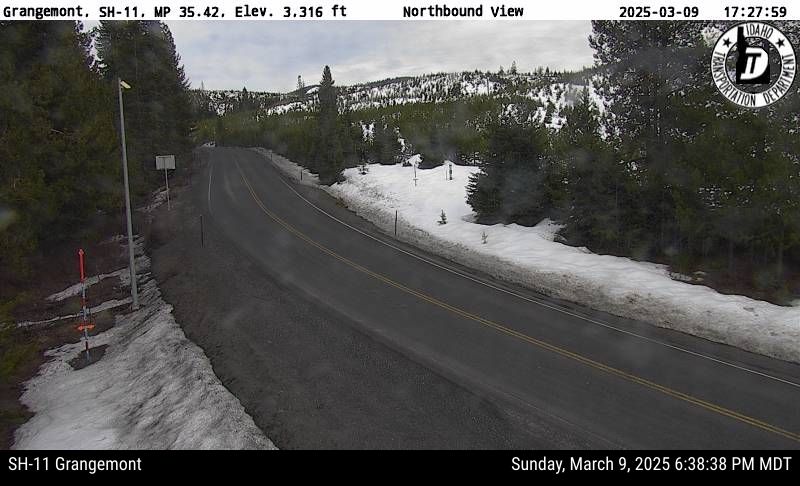 Grangemont, SH-11, MP 35.42, Elev. 3,316 ft Northbound View 2025-03-09 17:27:59
IDAHO
TRANSPORTATION DEPARTMENT
SH-11 Grangemont Sunday, March 9, 2025 6:38:38 PM MDT